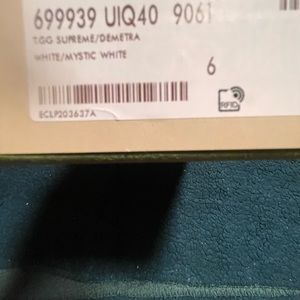 699939 UIQ40 9061
T.GG SUPREME/DEMETRA
WHITE/MYSTIC WHITE
6
ECLP203637A
RFID